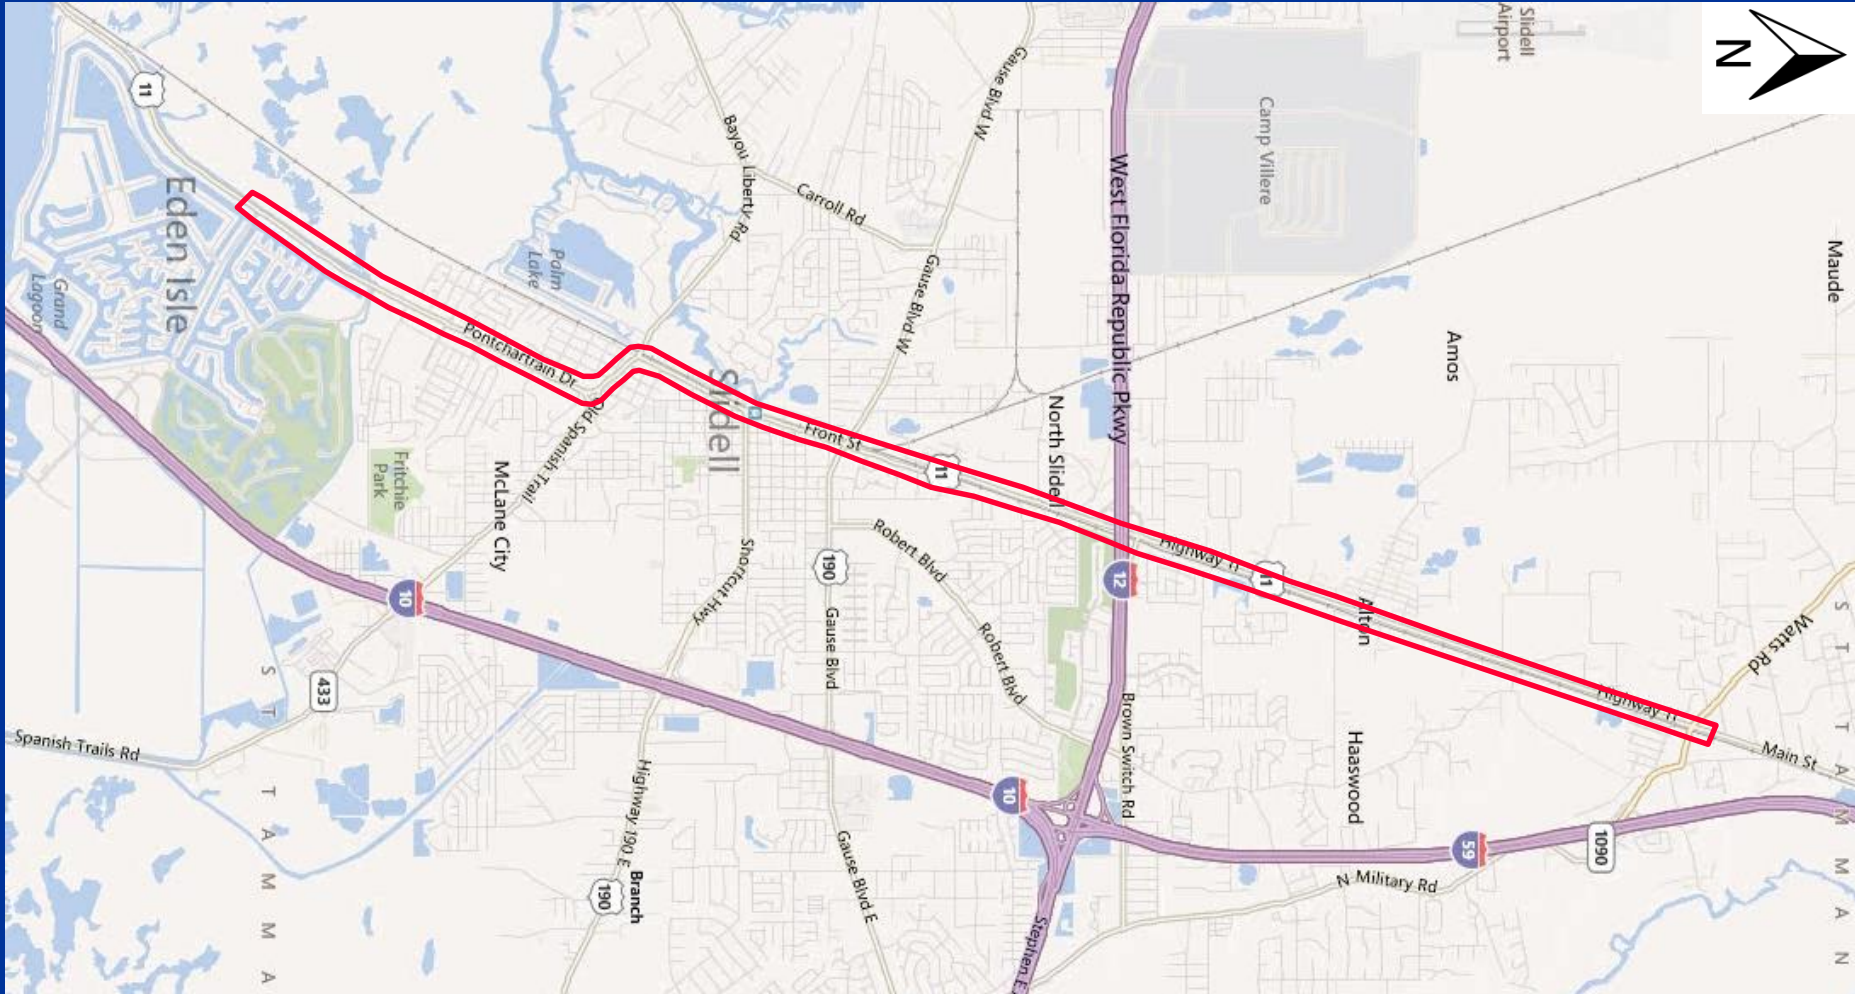 Slidell
Airport
N
11
Gause Blvd W
Camp Villere
Bayou Liberty Rd
Carroll Rd
West Florida Republic Pkwy
Maude
Eden Isle
Palm
Lake
Gause Blvd W
Grand
Lagoon
Amos
Pontchartrain Dr
Slidell
Front St
11
North Slidell
Old Spanish Trail
Fritchie
Park
McLane City
Robert Blvd
Highway 11
11
12
Alton
190
Shortcut Hwy
10
Gause Blvd
Robert Blvd
Watts Rd
S T T A M M A N
433
S T T A M M A
Brown Switch Rd
Highway 11
Spanish Trails Rd
Main St
Haaswood
10
Highway 190 E
59
1090
Gause Blvd E
N Military Rd
Branch
190
Stephen E